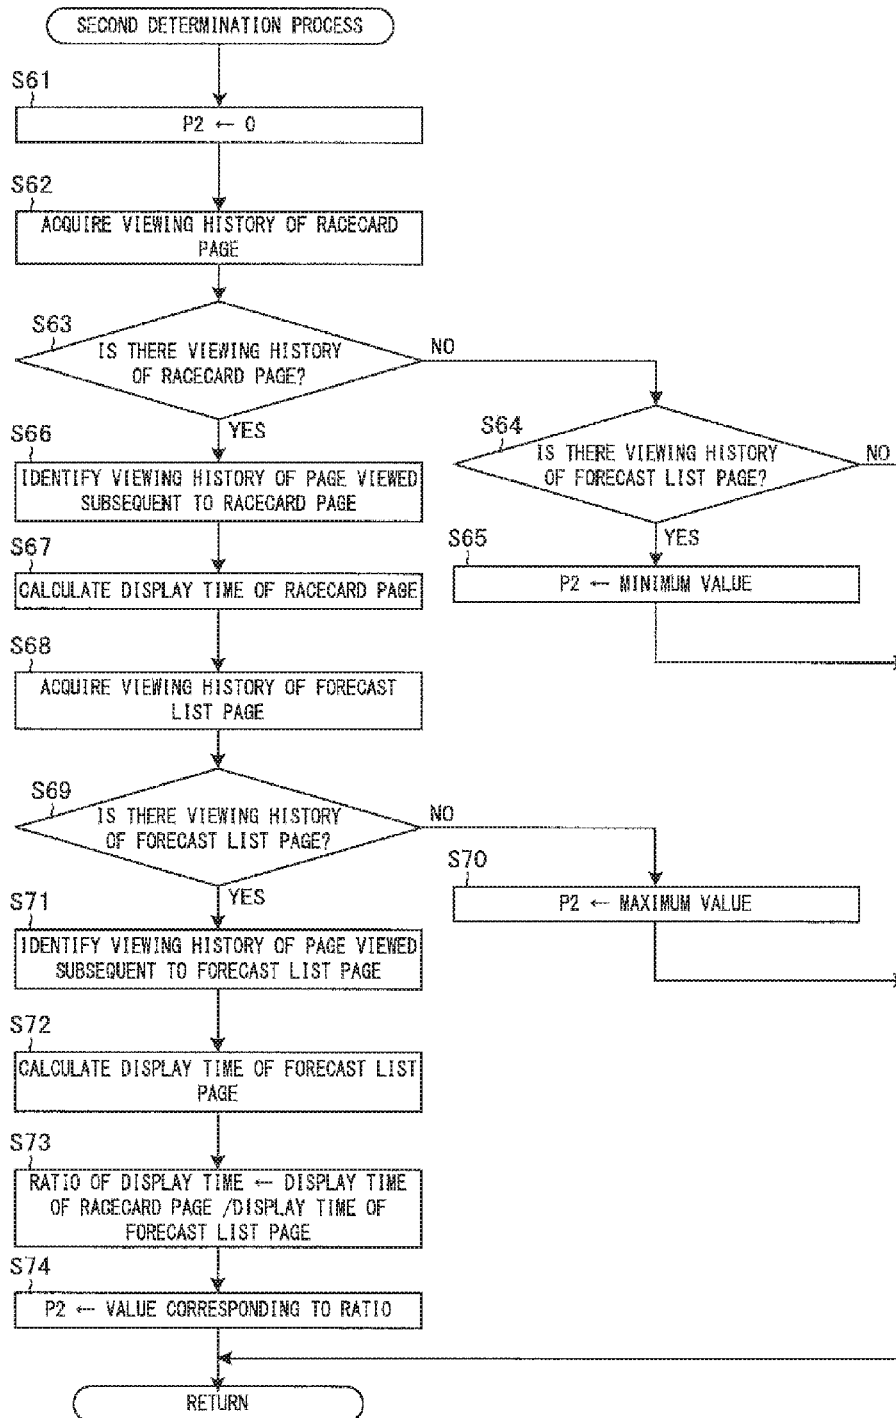 SECOND DETERMINATION PROCESS
S61
P2 ← 0
S62
ACQUIRE VIEWING HISTORY OF RACECARD
PAGE
S63
IS THERE VIEWING HISTORY
OF RACECARD PAGE?
NO
YES
S64
IS THERE VIEWING HISTORY
OF FORECAST LIST PAGE?
NO
YES
S65
P2 ← MINIMUM VALUE
S66
IDENTIFY VIEWING HISTORY OF PAGE VIEWED
SUBSEQUENT TO RACECARD PAGE
S67
CALCULATE DISPLAY TIME OF RACECARD PAGE
S68
ACQUIRE VIEWING HISTORY OF FORECAST
LIST PAGE
S69
IS THERE VIEWING HISTORY
OF FORECAST LIST PAGE?
NO
YES
S70
P2 ← MAXIMUM VALUE
S71
IDENTIFY VIEWING HISTORY OF PAGE VIEWED
SUBSEQUENT TO FORECAST LIST PAGE
S72
CALCULATE DISPLAY TIME OF FORECAST LIST
PAGE
S73
RATIO OF DISPLAY TIME ← DISPLAY TIME
OF RACECARD PAGE /DISPLAY TIME OF
FORECAST LIST PAGE
S74
P2 ← VALUE CORRESPONDING TO RATIO
RETURN